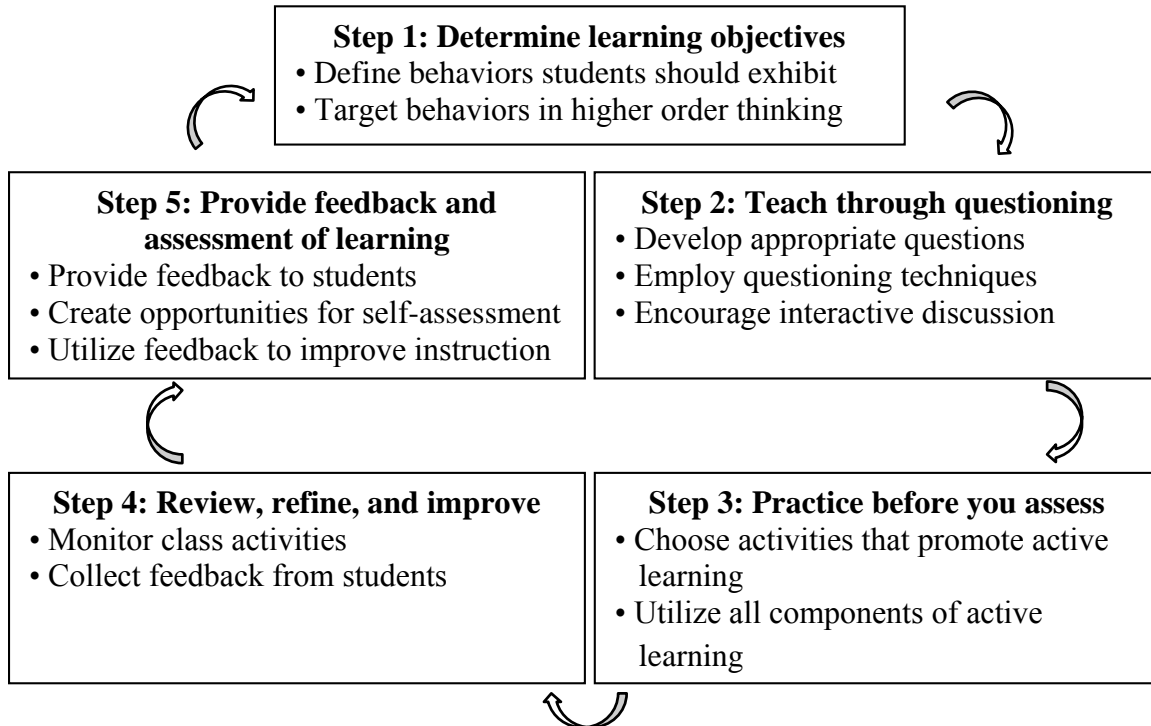 Step 1: Determine learning objectives
• Define behaviors students should exhibit
• Target behaviors in higher order thinking
Step 2: Teach through questioning
• Develop appropriate questions
• Employ questioning techniques
• Encourage interactive discussion
Step 3: Practice before you assess
• Choose activities that promote active
learning
• Utilize all components of active
learning
Step 4: Review, refine, and improve
• Monitor class activities
• Collect feedback from students
Step 5: Provide feedback and
assessment of learning
• Provide feedback to students
• Create opportunities for self-assessment
• Utilize feedback to improve instruction